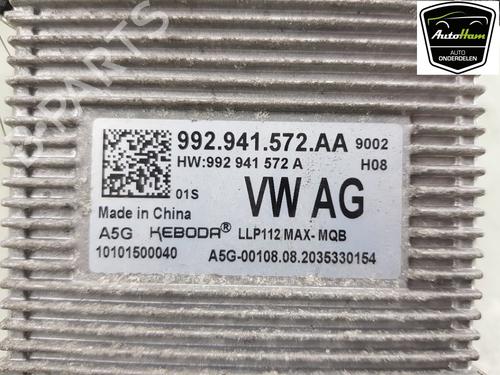 AutoHam
AUTO
ONDERDELEN
PARTS
992.941.572.AA 9002
HW:992 941 572 A H08
01S VW AG
Made in China
A5G KEBODA® LLP112 MAX-MQB
10101500040 A5G-00108.08.2035330154